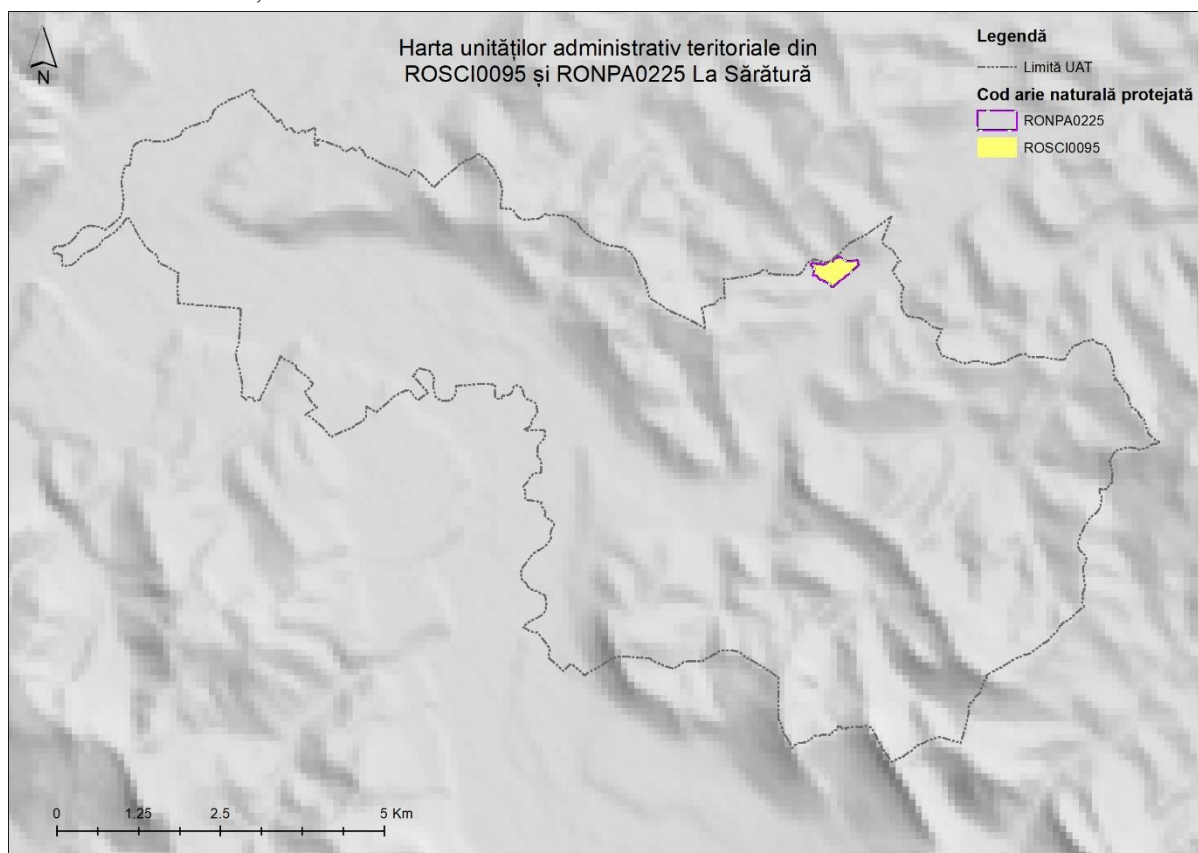 Harta unităților administrativ teritoriale din
ROSCI0095 și RONPA0225 La Sărătură
Legendă
Limită UAT
Cod arie naturală protejată
RONPA0225
ROSCI0095
N
0 1.25 2.5 5 Km